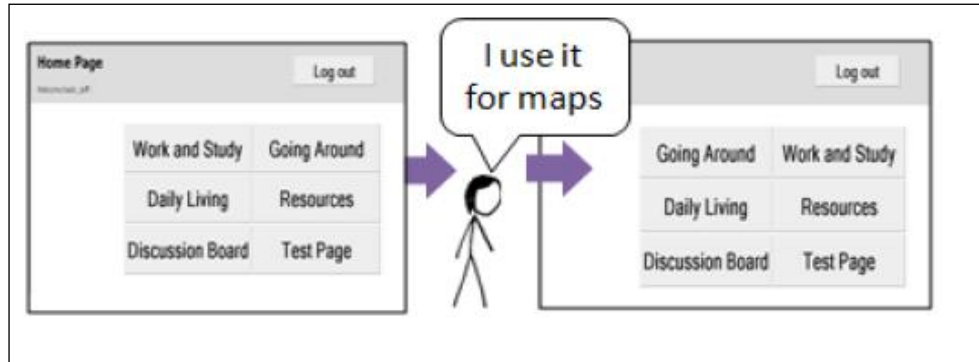 Home Page
Log out
Work and Study Going Around
Daily Living Resources
Discussion Board Test Page
I use it
for maps
Log out
Going Around Work and Study
Daily Living Resources
Discussion Board Test Page